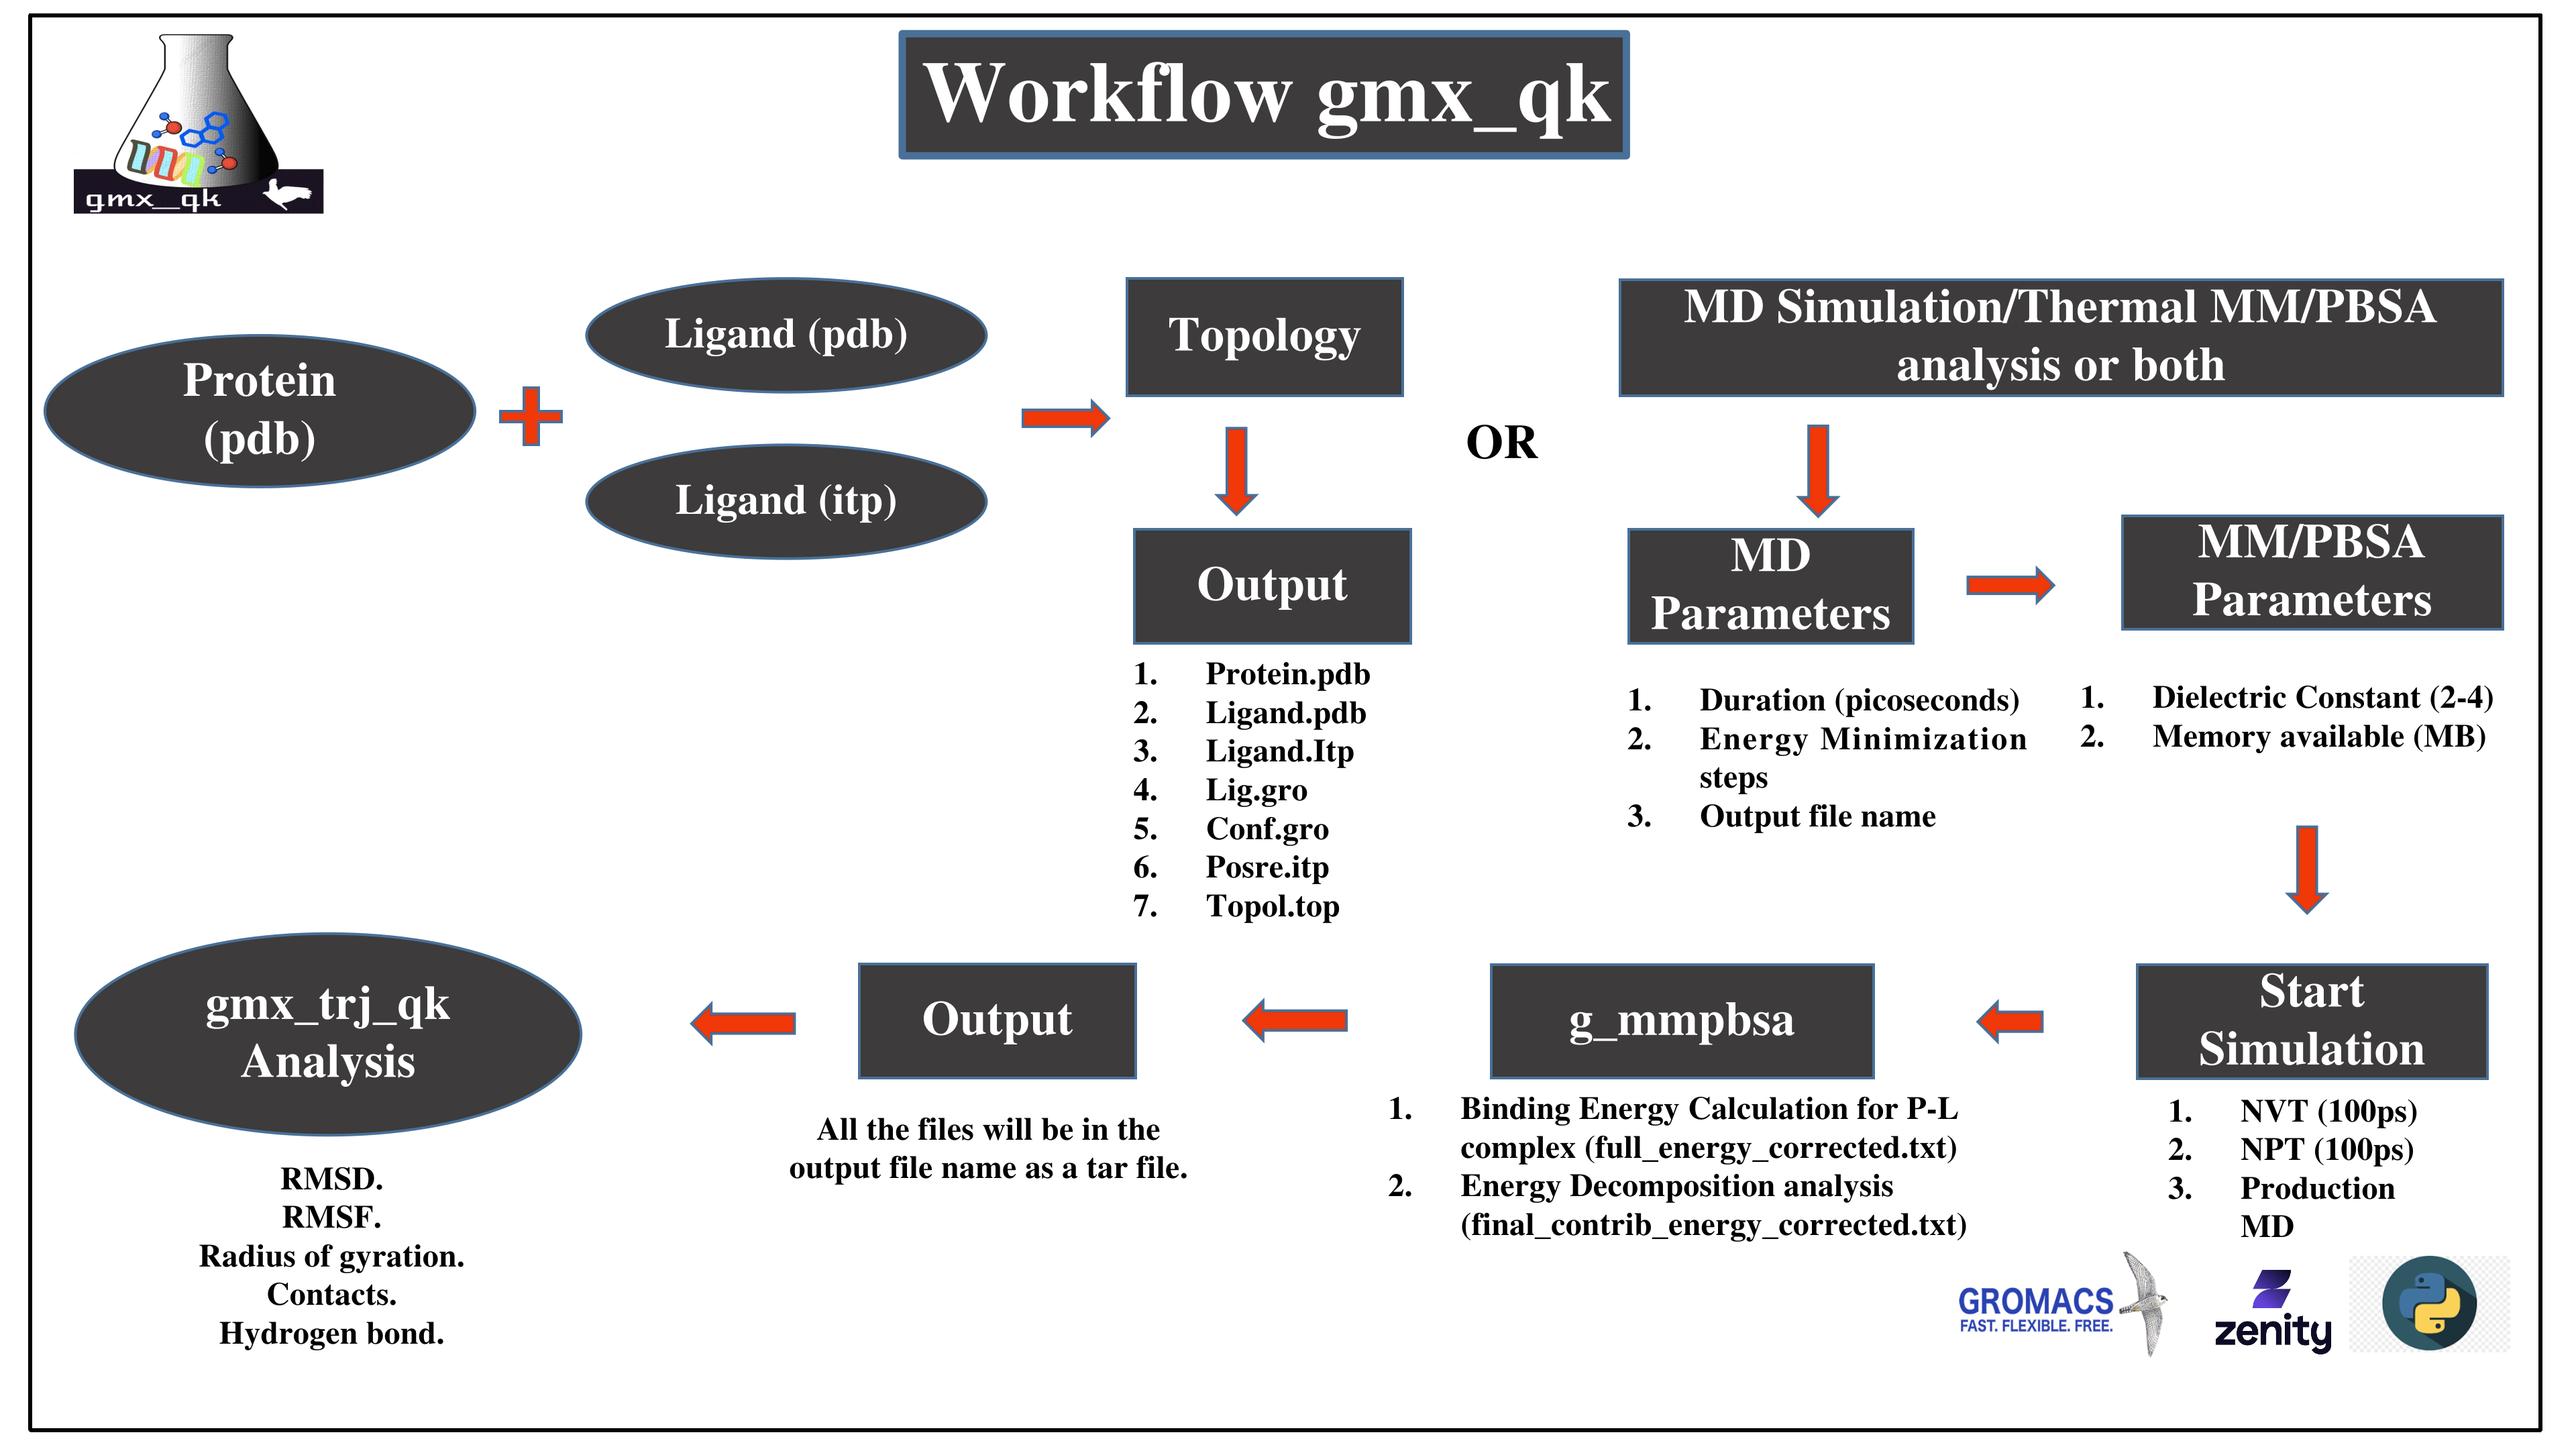 gmx_qk
Workflow gmx_qk
Protein
(pdb)
Ligand (pdb)
Ligand (itp)
Topology
OR
MD Simulation/Thermal MM/PBSA
analysis or both
Output
1. Protein.pdb
2. Ligand.pdb
3. Ligand.Itp
4. Lig.gro
5. Conf.gro
6. Posre.itp
7. Topol.top
MD
Parameters
1. Duration (picoseconds)
2. Energy Minimization
steps
3. Output file name
MM/PBSA
Parameters
1. Dielectric Constant (2-4)
2. Memory available (MB)
Start
Simulation
1. NVT (100ps)
2. NPT (100ps)
3. Production
MD
g_mmpbsa
1. Binding Energy Calculation for P-L
complex (full_energy_corrected.txt)
2. Energy Decomposition analysis
(final_contrib_energy_corrected.txt)
Output
All the files will be in the
output file name as a tar file.
gmx_trj_qk
Analysis
RMSD.
RMSF.
Radius of gyration.
Contacts.
Hydrogen bond.
GROMACS
FAST. FLEXIBLE. FREE.
zenity